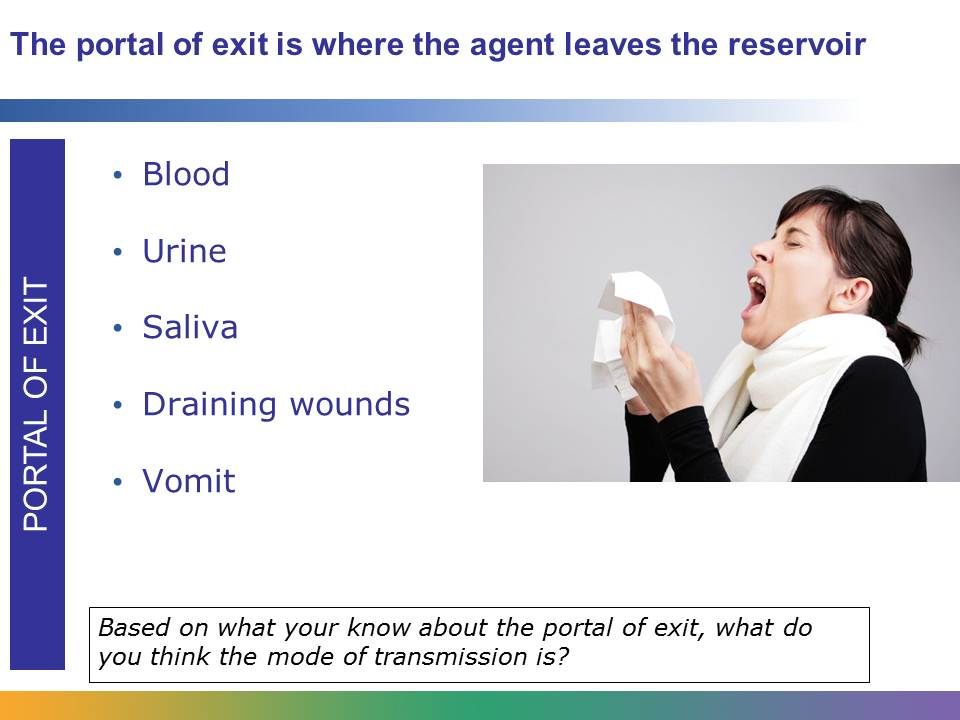 The portal of exit is where the agent leaves the reservoir
PORTAL OF EXIT
• Blood
• Urine
• Saliva
• Draining wounds
• Vomit
Based on what your know about the portal of exit, what do
you think the mode of transmission is?